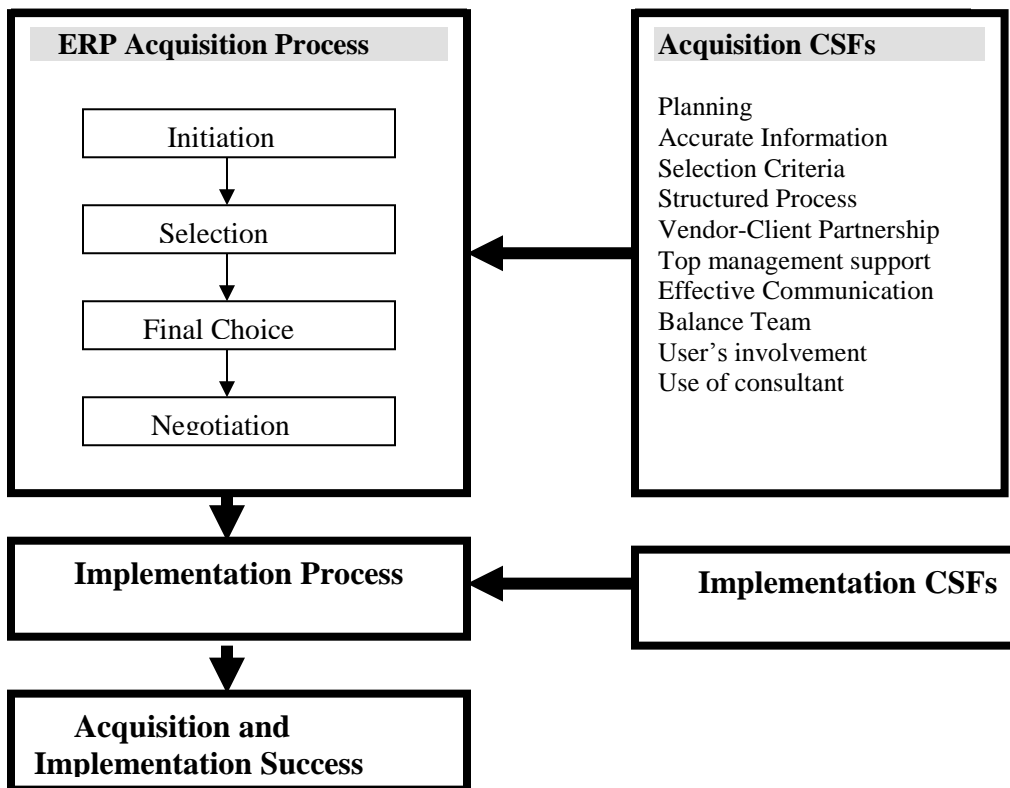 ERP Acquisition Process
Initiation
Selection
Final Choice
Negotiation
Acquisition CSFs
Planning
Accurate Information
Selection Criteria
Structured Process
Vendor-Client Partnership
Top management support
Effective Communication
Balance Team
User’s involvement
Use of consultant
Implementation Process
Implementation CSFs
Acquisition and
Implementation Success